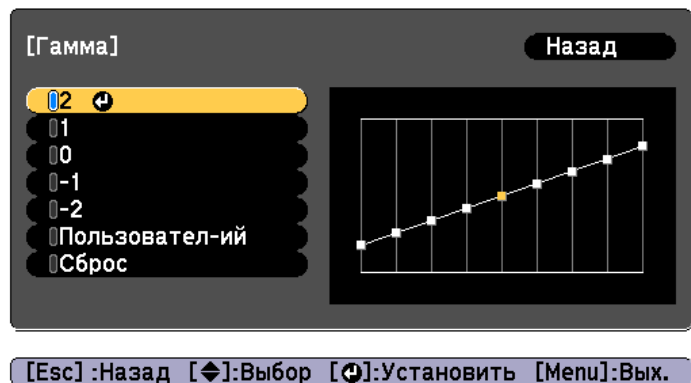 [Гамма]
Назад
2
1
0
-1
-2
Пользовател-ий
Сброс
[Esc] :Назад [◆]:Выбор [↵]:Установить [Menu]:Вых.